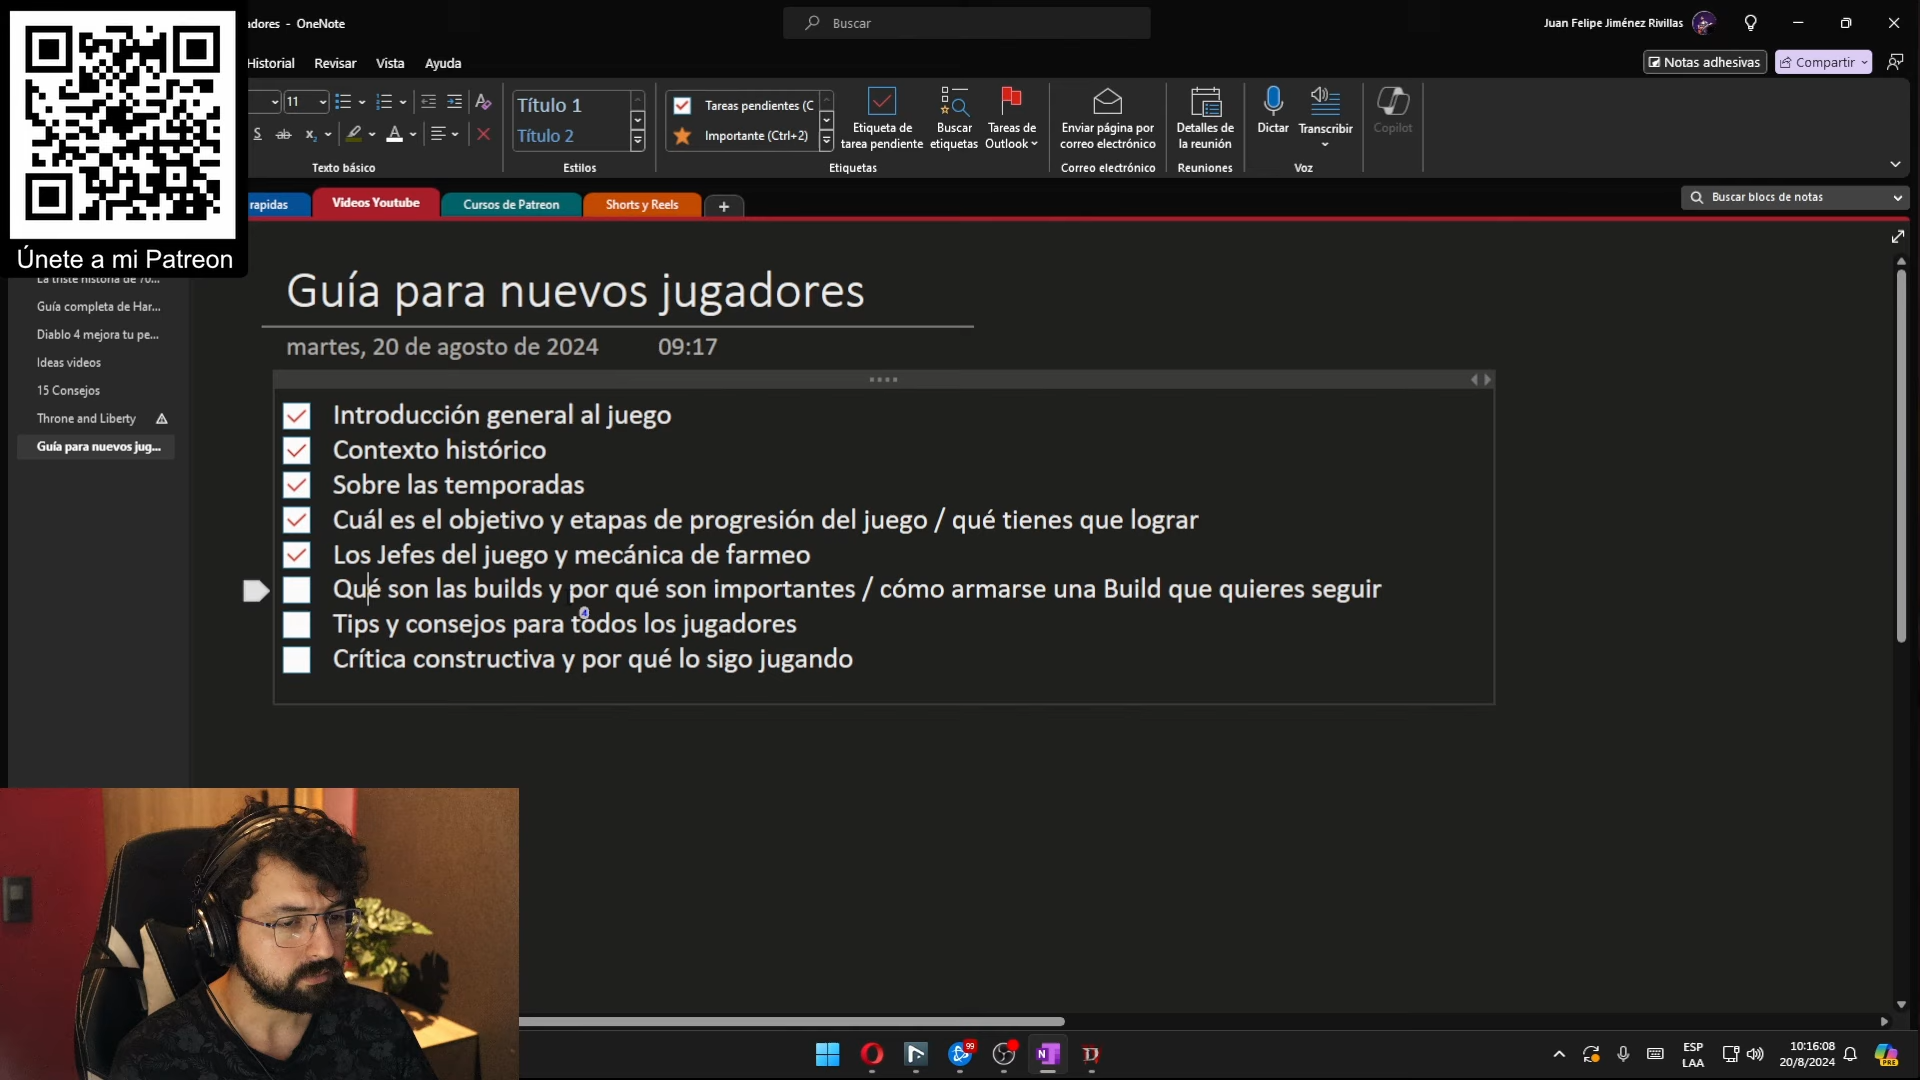 Únete a mi Patreon
adores - OneNote
Buscar
Juan Felipe Jiménez Rivillas
Historial
Revisar
Vista
Ayuda
Notas adhesivas
Compartir
11
Título 1
Título 2
Tareas pendientes (C
Importante (Ctrl+2)
Etiqueta de
tarea pendiente
Buscar
etiquetas
Tareas de
Outlook
Enviar página por
correo electrónico
Detalles de
la reunión
Dictar
Transcribir
Copilot
Texto básico
Estilos
Etiquetas
Correo electrónico
Reuniones
Voz
rapidas
Videos Youtube
Cursos de Patreon
Shorts y Reels
+
Buscar blocs de notas
La triste historia de
Guía completa de Har...
Diablo 4 mejora tu pe...
Ideas videos
15 Consejos
Throne and Liberty
Guía para nuevos jug...
Guía para nuevos jugadores
martes, 20 de agosto de 2024 09:17
Introducción general al juego
Contexto histórico
Sobre las temporadas
Cuál es el objetivo y etapas de progresión del juego / qué tienes que lograr
Los Jefes del juego y mecánica de farmeo
Qué son las builds y por qué son importantes / cómo armarse una Build que quieres seguir
Tips y consejos para todos los jugadores
Crítica constructiva y por qué lo sigo jugando
99
ESP
LAA
10:16:08
20/8/2024
PRE